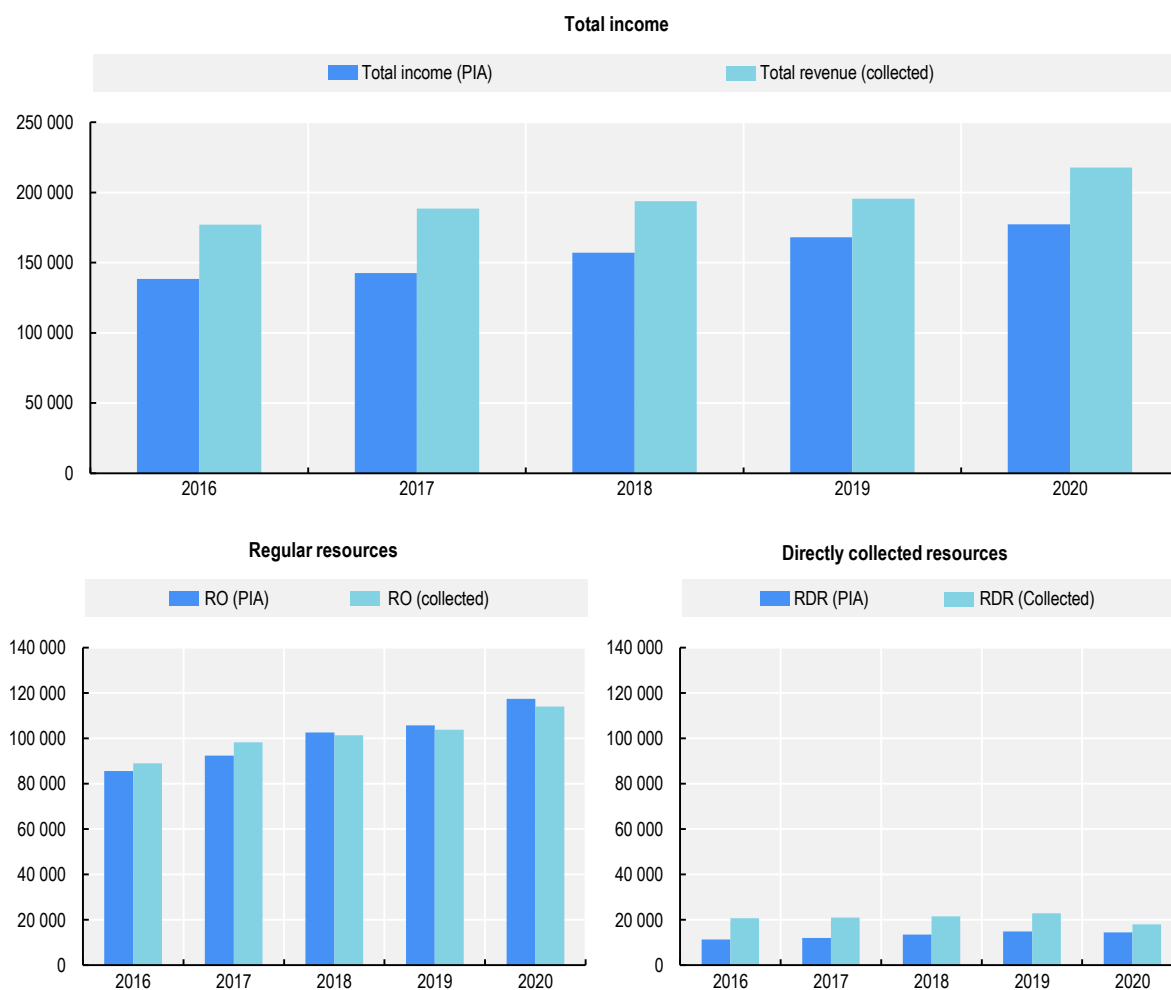 Total income
Total income (PIA) Total revenue (collected)
250 000
200 000
150 000
100 000
50 000
0
2016 2017 2018 2019 2020
Regular resources
RO (PIA) RO (collected)
140 000
120 000
100 000
80 000
60 000
40 000
20 000
0
2016 2017 2018 2019 2020
Directly collected resources
RDR (PIA) RDR (Collected)
140 000
120 000
100 000
80 000
60 000
40 000
20 000
0
2016 2017 2018 2019 2020